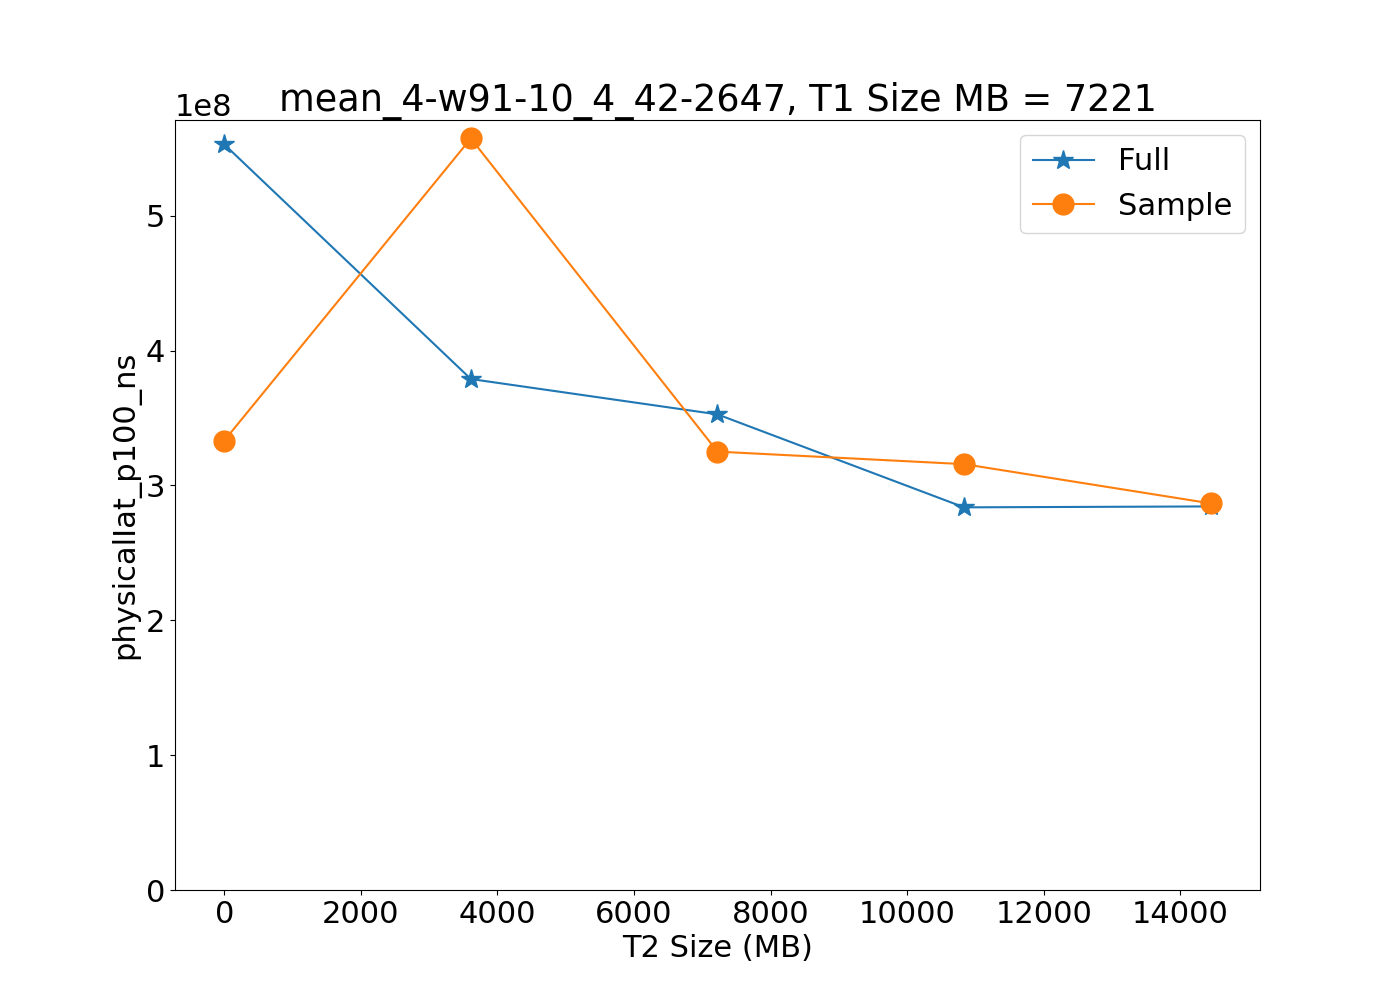 mean_4-w91-10_4_42-2647, T1 Size MB = 7221
1e8
Full
Sample
5
4
3
2
1
0
physicallat_p100_ns
0 2000 4000 6000 8000 10000 12000 14000
T2 Size (MB)